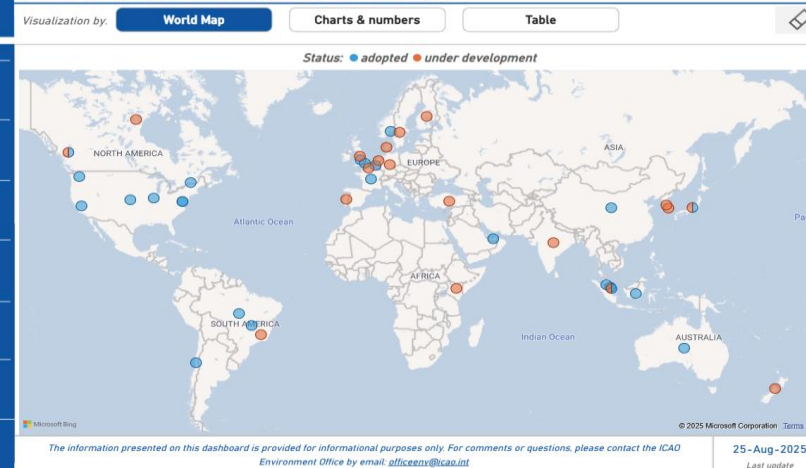 Visualization by.
World Map
Charts & numbers
Table
Status: adopted under development
NORTH AMERICA
EUROPE
ASIA
Atlantic Ocean
Pa
AFRICA
SOUTH AMERICA
Indian Ocean
AUSTRALIA
Microsoft Bing
© 2025 Microsoft Corporation Terms
The information presented on this dashboard is provided for informational purposes only. For comments or questions, please contact the ICAO
Environment Office by email: officeenv@icao.int
25-Aug-2025
Last update